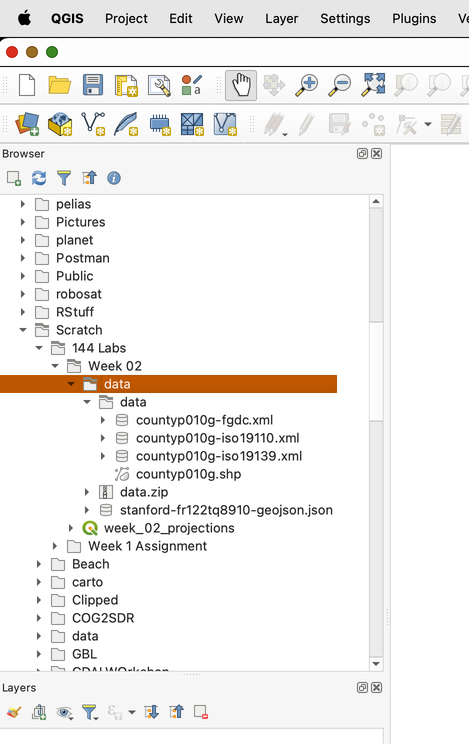 QGIS Project Edit View Layer Settings Plugins
Browser
pelias
Pictures
planet
Postman
Public
robosat
RStuff
Scratch
144 Labs
Week 02
data
data
countyp010g-fgdc.xml
countyp010g-iso19110.xml
countyp010g-iso19139.xml
countyp010g.shp
data.zip
stanford-fr122tq8910-geojson.json
week_02_projections
Week 1 Assignment
Beach
carto
Clipped
COG2SDR
data
GBL
Layers